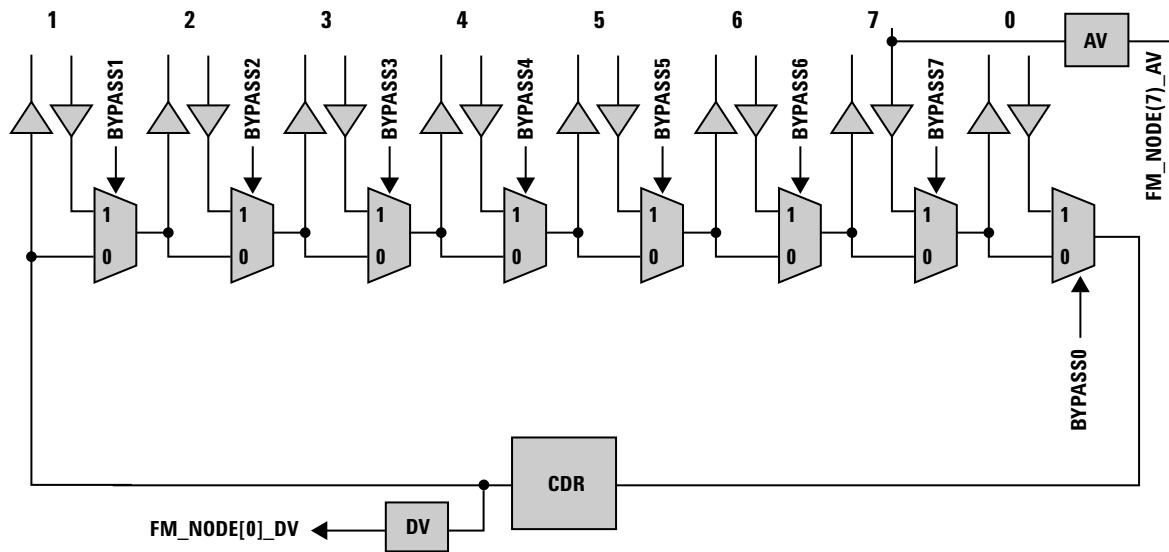 1 2 3 4 5 6 7 0
AV
BYPASS1
BYPASS2
BYPASS3
BYPASS4
BYPASS5
BYPASS6
BYPASS7
FM_NODE(7)_AV
1 1 1 1 1 1 1 1
0 0 0 0 0 0 0 0
BYPASS0
CDR
FM_NODE[0]_DV
DV